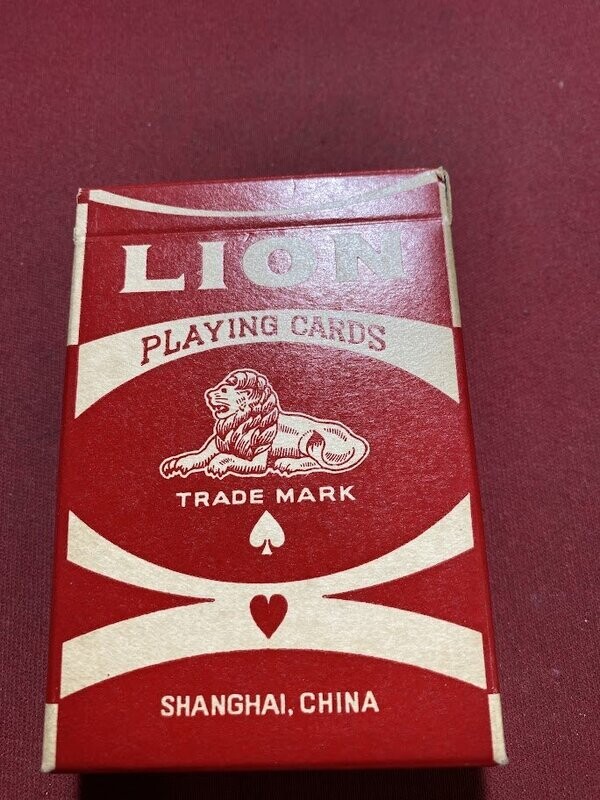 LION
PLAYING CARDS
TRADE MARK
SHANGHAI, CHINA